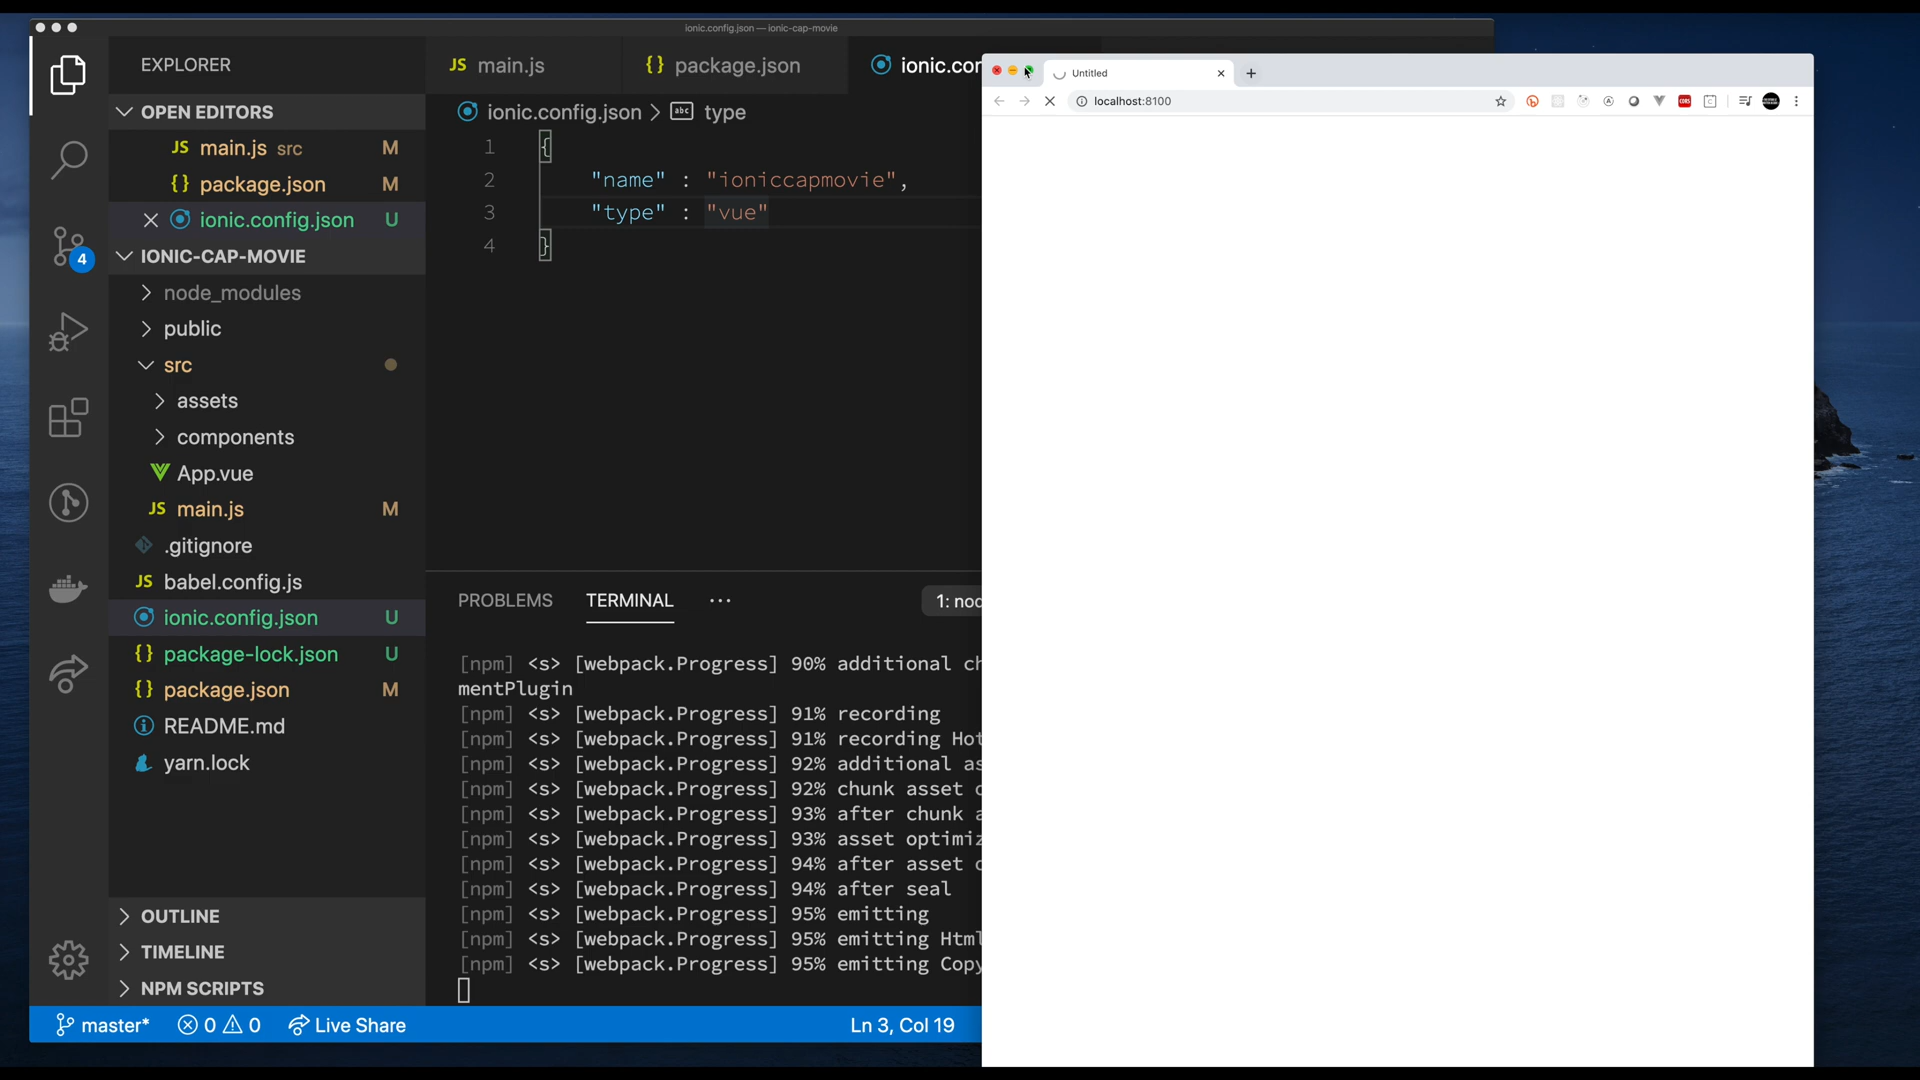 ionic.config.json — ionic-cap-movie
EXPLORER
OPEN EDITORS
JS main.js src M
{} package.json M
ionic.config.json U
IONIC-CAP-MOVIE
node_modules
public
src
assets
components
App.vue
JS main.js M
.gitignore
JS babel.config.js
ionic.config.json U
{} package-lock.json U
{} package.json M
README.md
yarn.lock
OUTLINE
TIMELINE
NPM SCRIPTS
4
JS main.js
{} package.json
ionic.cor
ionic.config.json > abc type
1 {
2 "name" : "ioniccapmovie",
3 "type" : "vue"
4 }
PROBLEMS
TERMINAL
...
1: nod
[npm] <s> [webpack.Progress] 90% additional ch
mentPlugin
[npm] <s> [webpack.Progress] 91% recording
[npm] <s> [webpack.Progress] 91% recording Hot
[npm] <s> [webpack.Progress] 92% additional as
[npm] <s> [webpack.Progress] 92% chunk asset o
[npm] <s> [webpack.Progress] 93% after chunk a
[npm] <s> [webpack.Progress] 93% asset optimiz
[npm] <s> [webpack.Progress] 94% after asset o
[npm] <s> [webpack.Progress] 94% after seal
[npm] <s> [webpack.Progress] 95% emitting
[npm] <s> [webpack.Progress] 95% emitting Html
[npm] <s> [webpack.Progress] 95% emitting Copy
master* 0 0 Live Share
Ln 3, Col 19
Untitled
localhost:8100
CORS